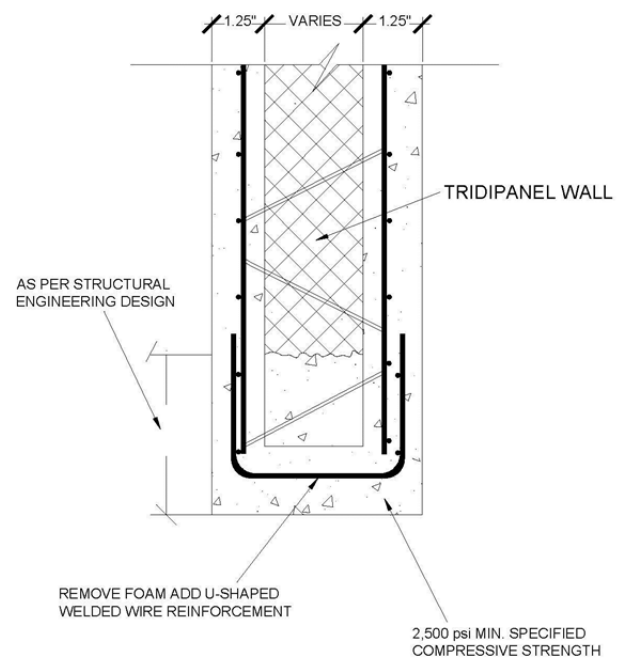 1.25" VARIES 1.25"
TRIDIPANEL WALL
AS PER STRUCTURAL
ENGINEERING DESIGN
REMOVE FOAM ADD U-SHAPED
WELDED WIRE REINFORCEMENT
2,500 psi MIN. SPECIFIED
COMPRESSIVE STRENGTH